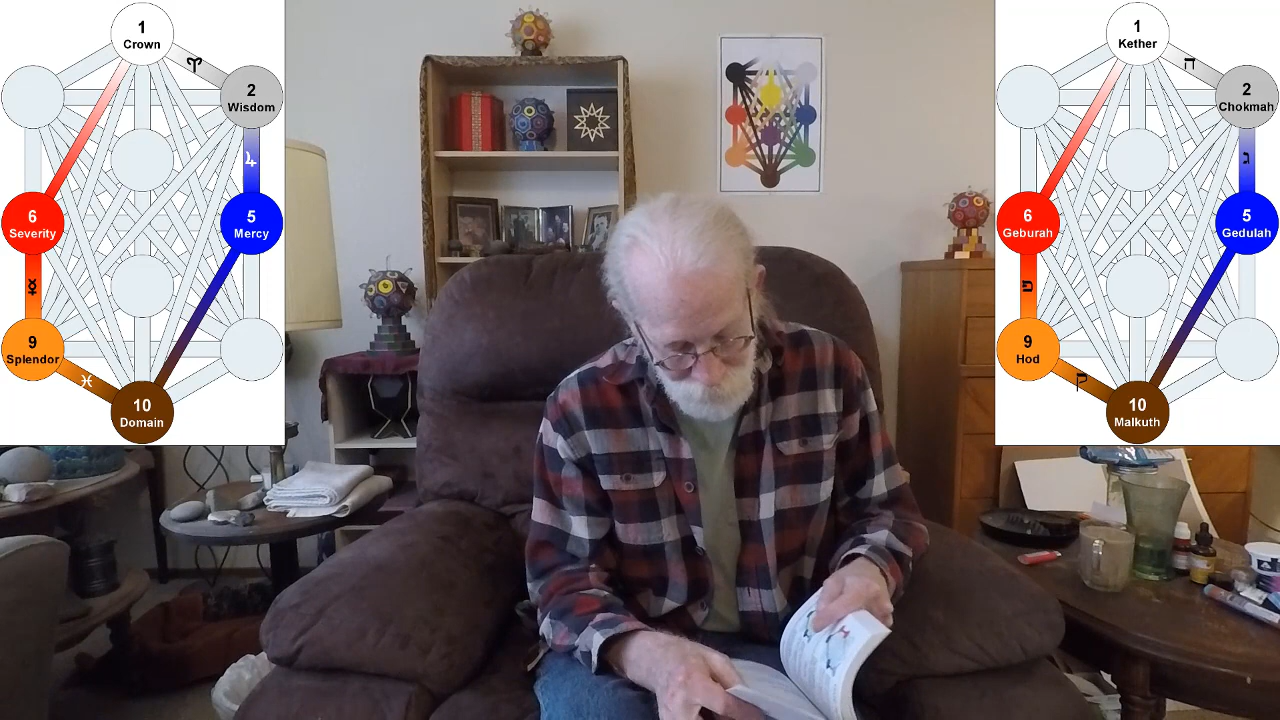 1
Crown
♈
2
Wisdom
♃
6
Severity
5
Mercy
☿
9
Splendor
♓
10
Domain
1
Kether
ה
2
Chokmah
ג
6
Geburah
5
Gedulah
ש
9
Hod
ק
10
Malkuth